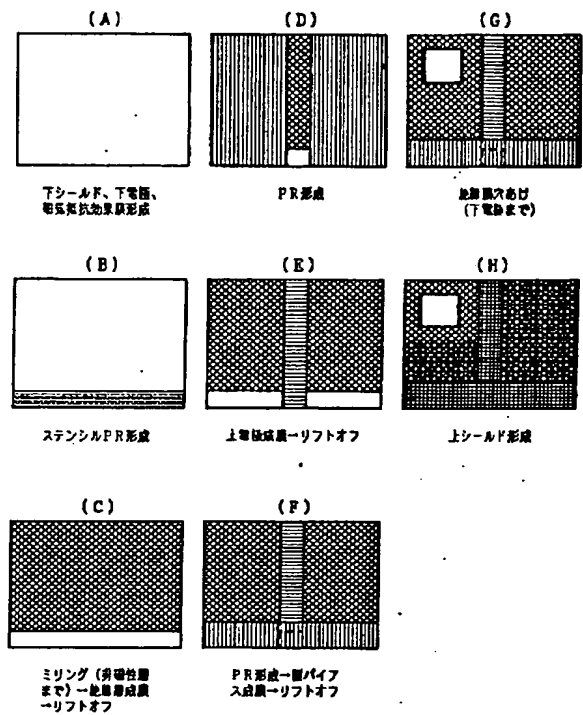 (A)
下シールド、下電極、
磁気抵抗効果膜形成
(B)
ステンシルPR形成
(C)
ミリング (非磁性層
まで) →絶縁層成膜
→リフトオフ
(D)
PR形成
(E)
上電極成膜→リフトオフ
(F)
PR形成→縦バイア
ス成膜→リフトオフ
(G)
絶縁膜穴あけ
(下電極まで)
(H)
上シールド形成